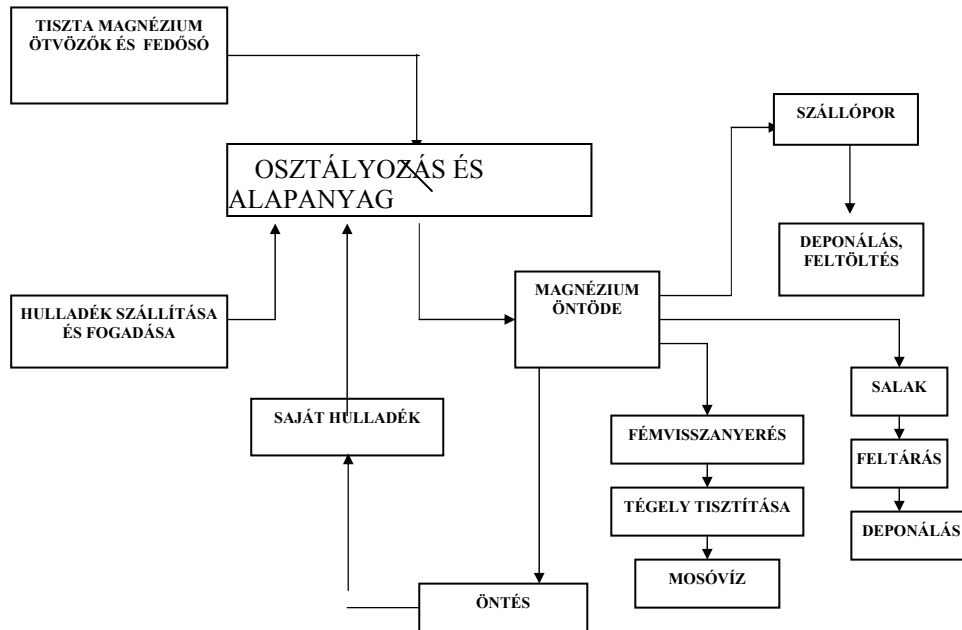 TISZTA MAGNÉZIUM
ÖTVÖZŐK ÉS FEDŐSÓ
SZÁLLÓPOR
OSZTÁLYOZÁS ÉS
ALAPANYAG
DEPONÁLÁS,
FELTÖLTÉS
HULLADÉK SZÁLLÍTÁSA
ÉS FOGADÁSA
MAGNÉZIUM
ÖNTÖDE
SAJÁT HULLADÉK
SALAK
FÉMVISSZANYERÉS
FELTÁRÁS
TÉGELY TISZTÍTÁSA
DEPONÁLÁS
MOSÓVÍZ
ÖNTÉS